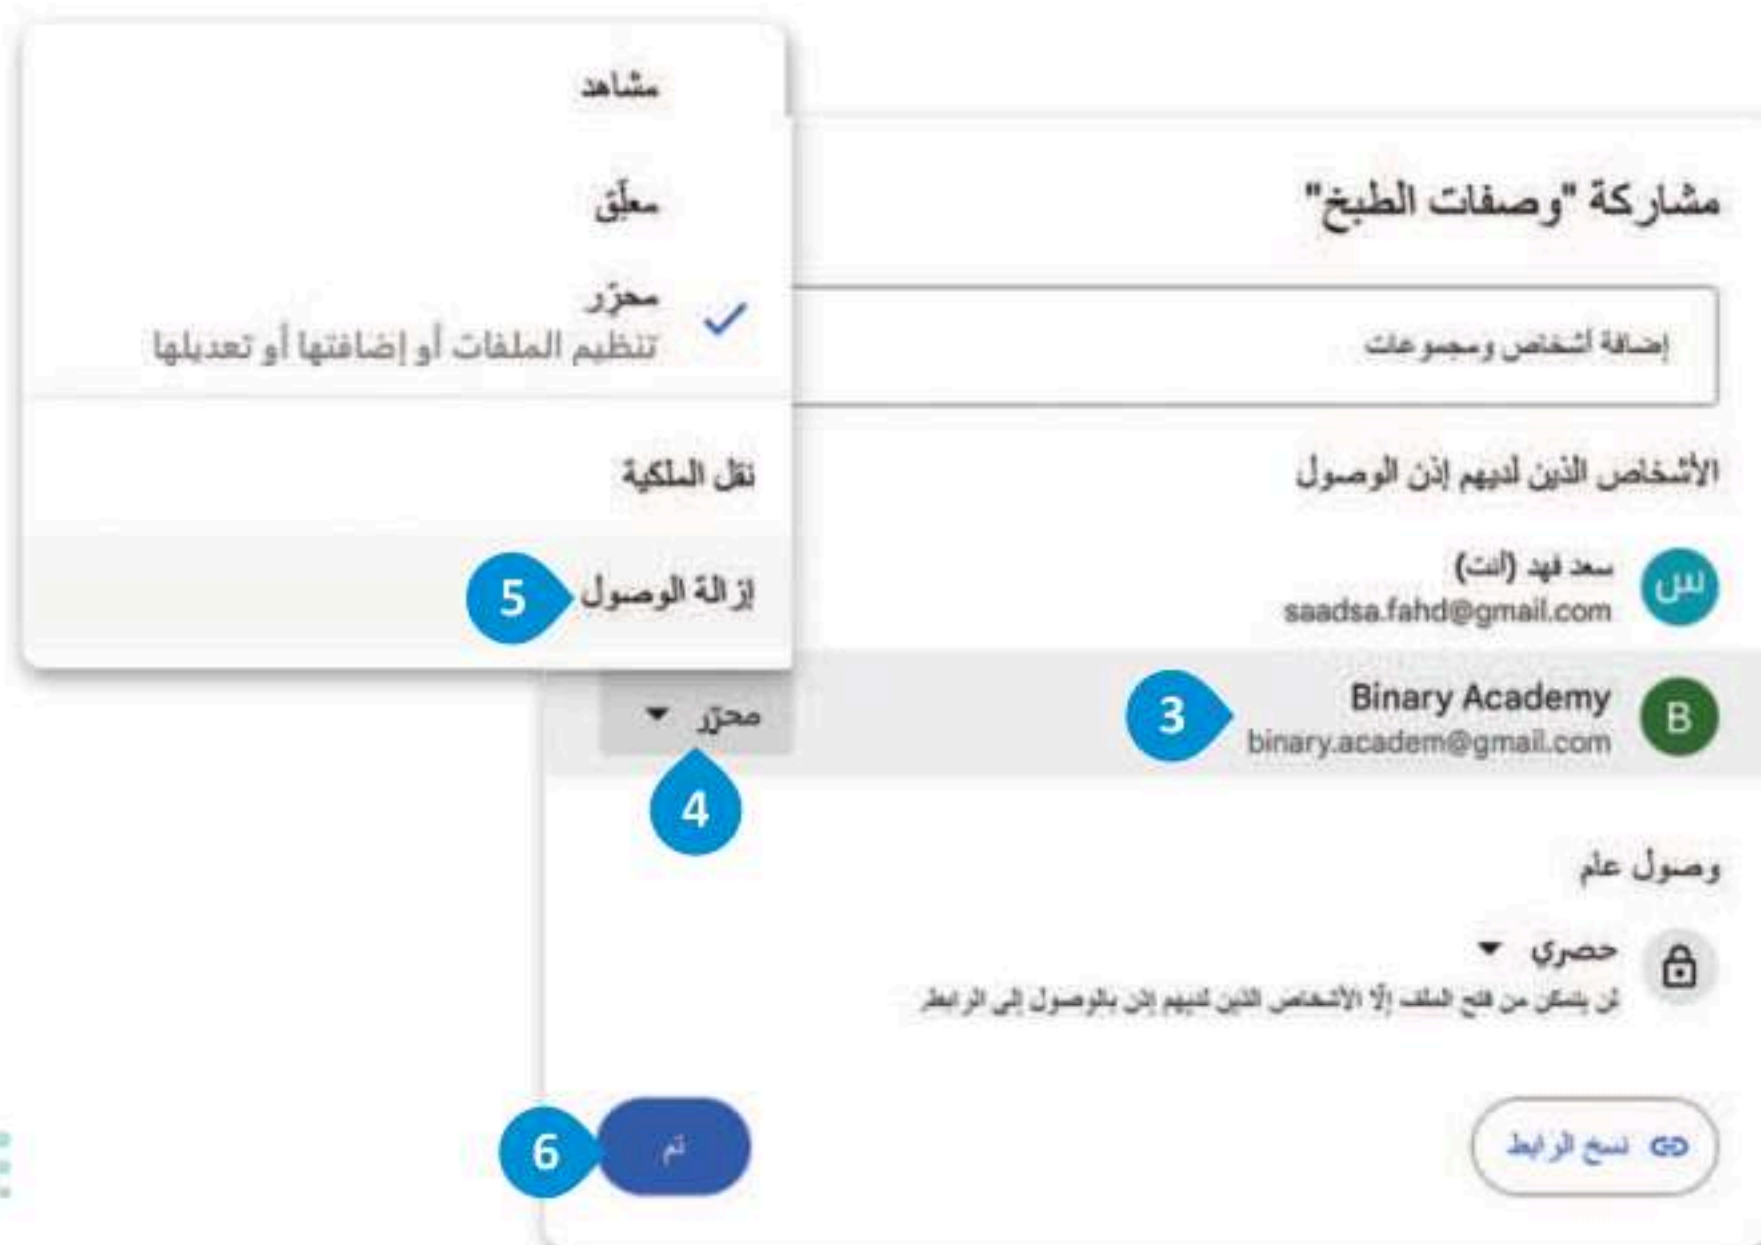 مشاهد
معلّق
محرّر
تنظيم الملفات أو إضافتها أو تعديلها
نقل الملكية
إزالة الوصول
5
مشاركة "وصفات الطبخ"
إضافة أشخاص ومجموعات
الأشخاص الذين لديهم إذن الوصول
س
سعد فهد (أنت)
saadsa.fahd@gmail.com
B
Binary Academy
binary.academ@gmail.com
3
محرّر
4
وصول عام
حصري
لن يتمكن من فتح الملف إلّا الأشخاص الذين لديهم إذن بالوصول إلى الرابط
نسخ الرابط
تم
6